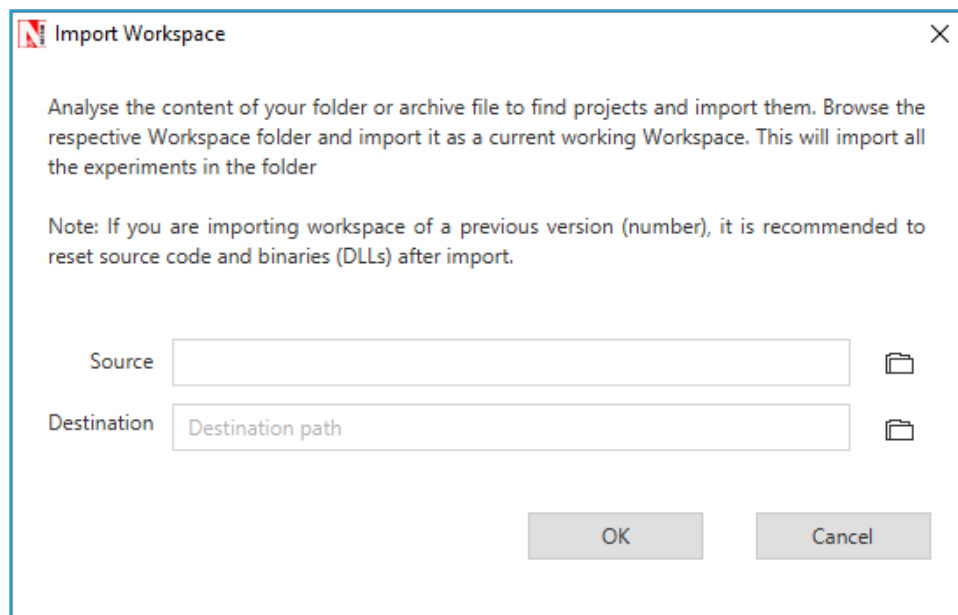 Import Workspace
Analyse the content of your folder or archive file to find projects and import them. Browse the
respective Workspace folder and import it as a current working Workspace. This will import all
the experiments in the folder
Note: If you are importing workspace of a previous version (number), it is recommended to
reset source code and binaries (DLLs) after import.
Source
Destination
Destination path
OK
Cancel